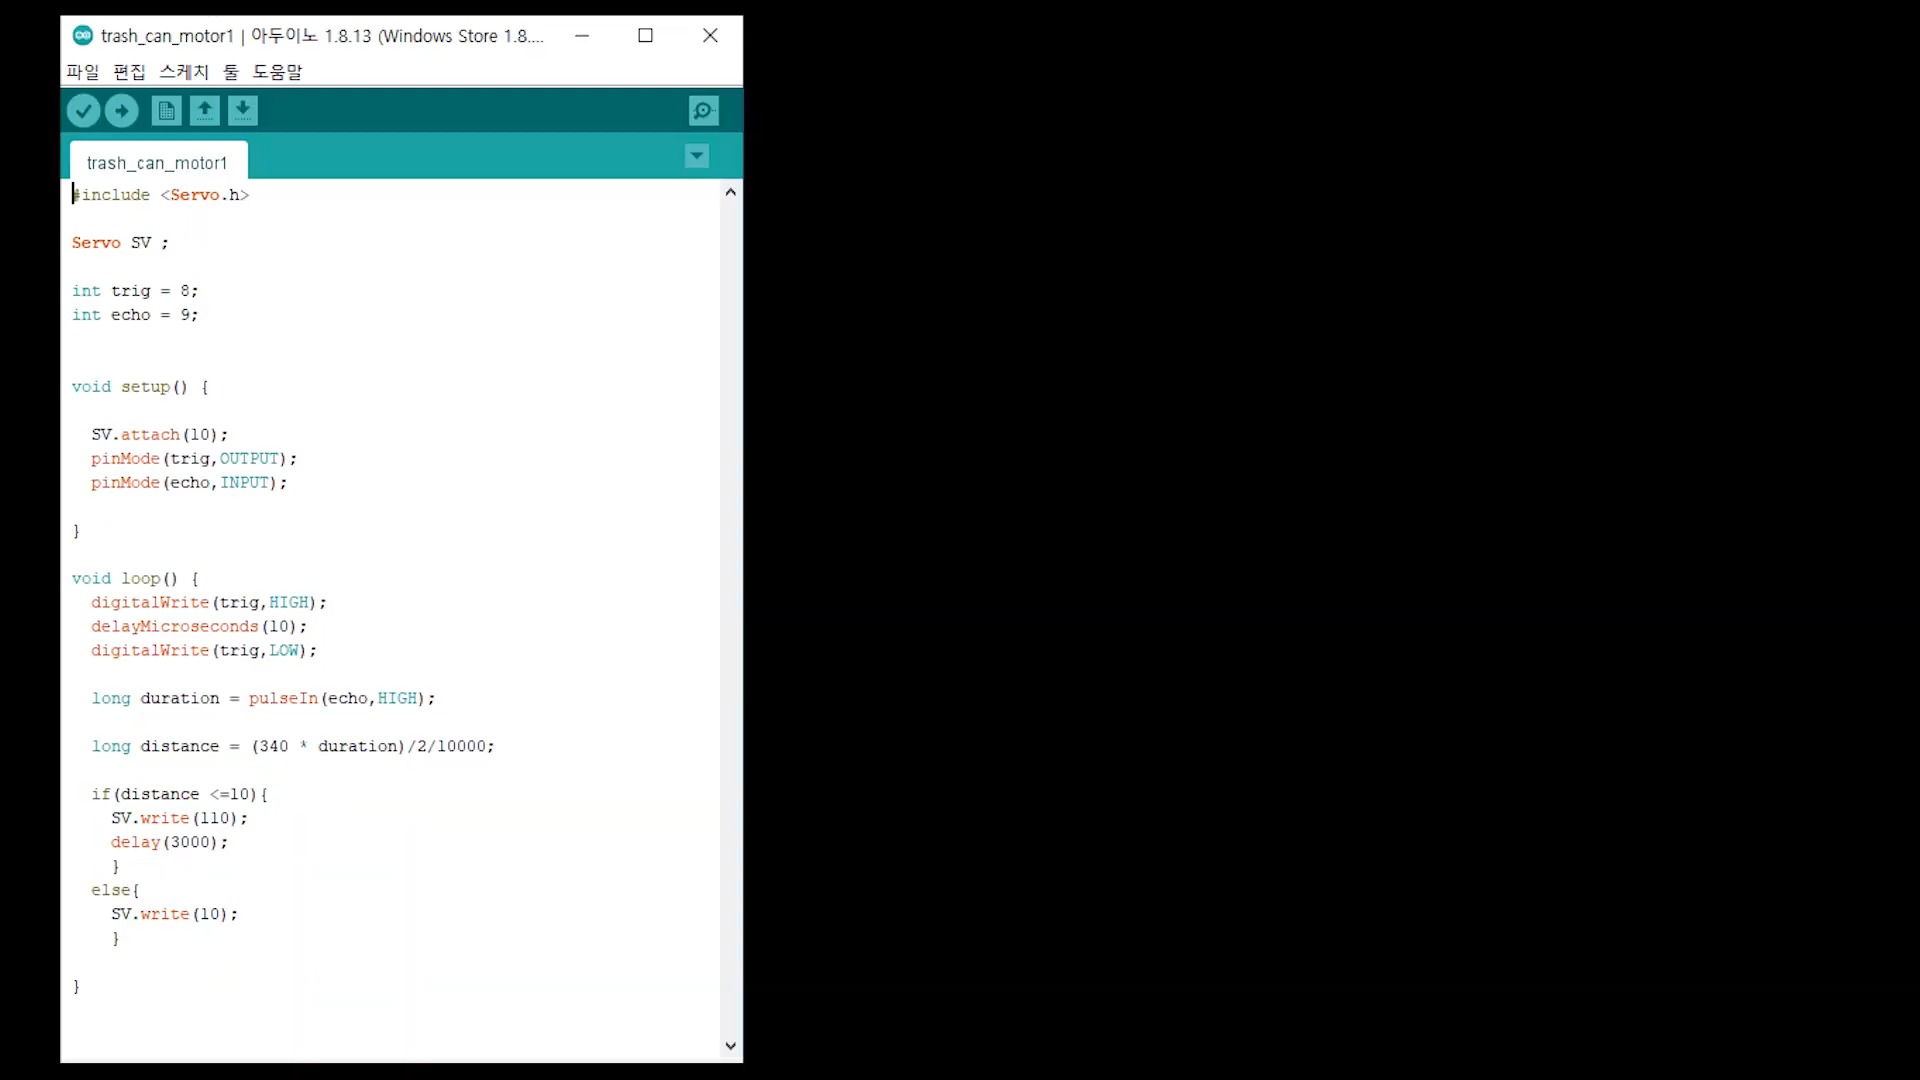 trash_can_motor1 | 아두이노 1.8.13 (Windows Store 1.8....
파일 편집 스케치 툴 도움말
trash_can_motor1
#include <Servo.h>
Servo SV ;
int trig = 8;
int echo = 9;
void setup() {
SV.attach(10);
pinMode(trig,OUTPUT);
pinMode(echo,INPUT);
}
void loop() {
digitalWrite(trig,HIGH);
delayMicroseconds(10);
digitalWrite(trig,LOW);
long duration = pulseIn(echo,HIGH);
long distance = (340 * duration)/2/10000;
if(distance <=10){
SV.write(110);
delay(3000);
}
else{
SV.write(10);
}
}